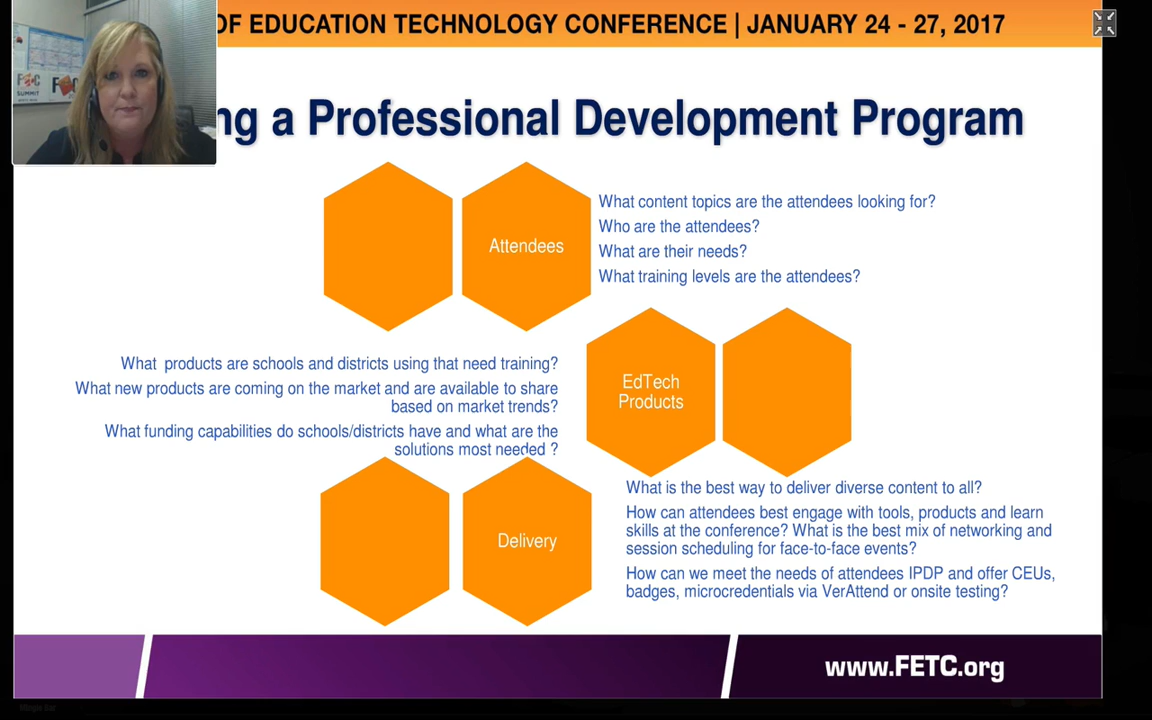 OF EDUCATION TECHNOLOGY CONFERENCE | JANUARY 24 - 27, 2017
ng a Professional Development Program
Attendees
What content topics are the attendees looking for?
Who are the attendees?
What are their needs?
What training levels are the attendees?
What products are schools and districts using that need training?
What new products are coming on the market and are available to share
based on market trends?
What funding capabilities do schools/districts have and what are the
solutions most needed ?
EdTech
Products
Delivery
What is the best way to deliver diverse content to all?
How can attendees best engage with tools, products and learn
skills at the conference? What is the best mix of networking and
session scheduling for face-to-face events?
How can we meet the needs of attendees IPDP and offer CEUs,
badges, microcredentials via VerAttend or onsite testing?
www.FETC.org